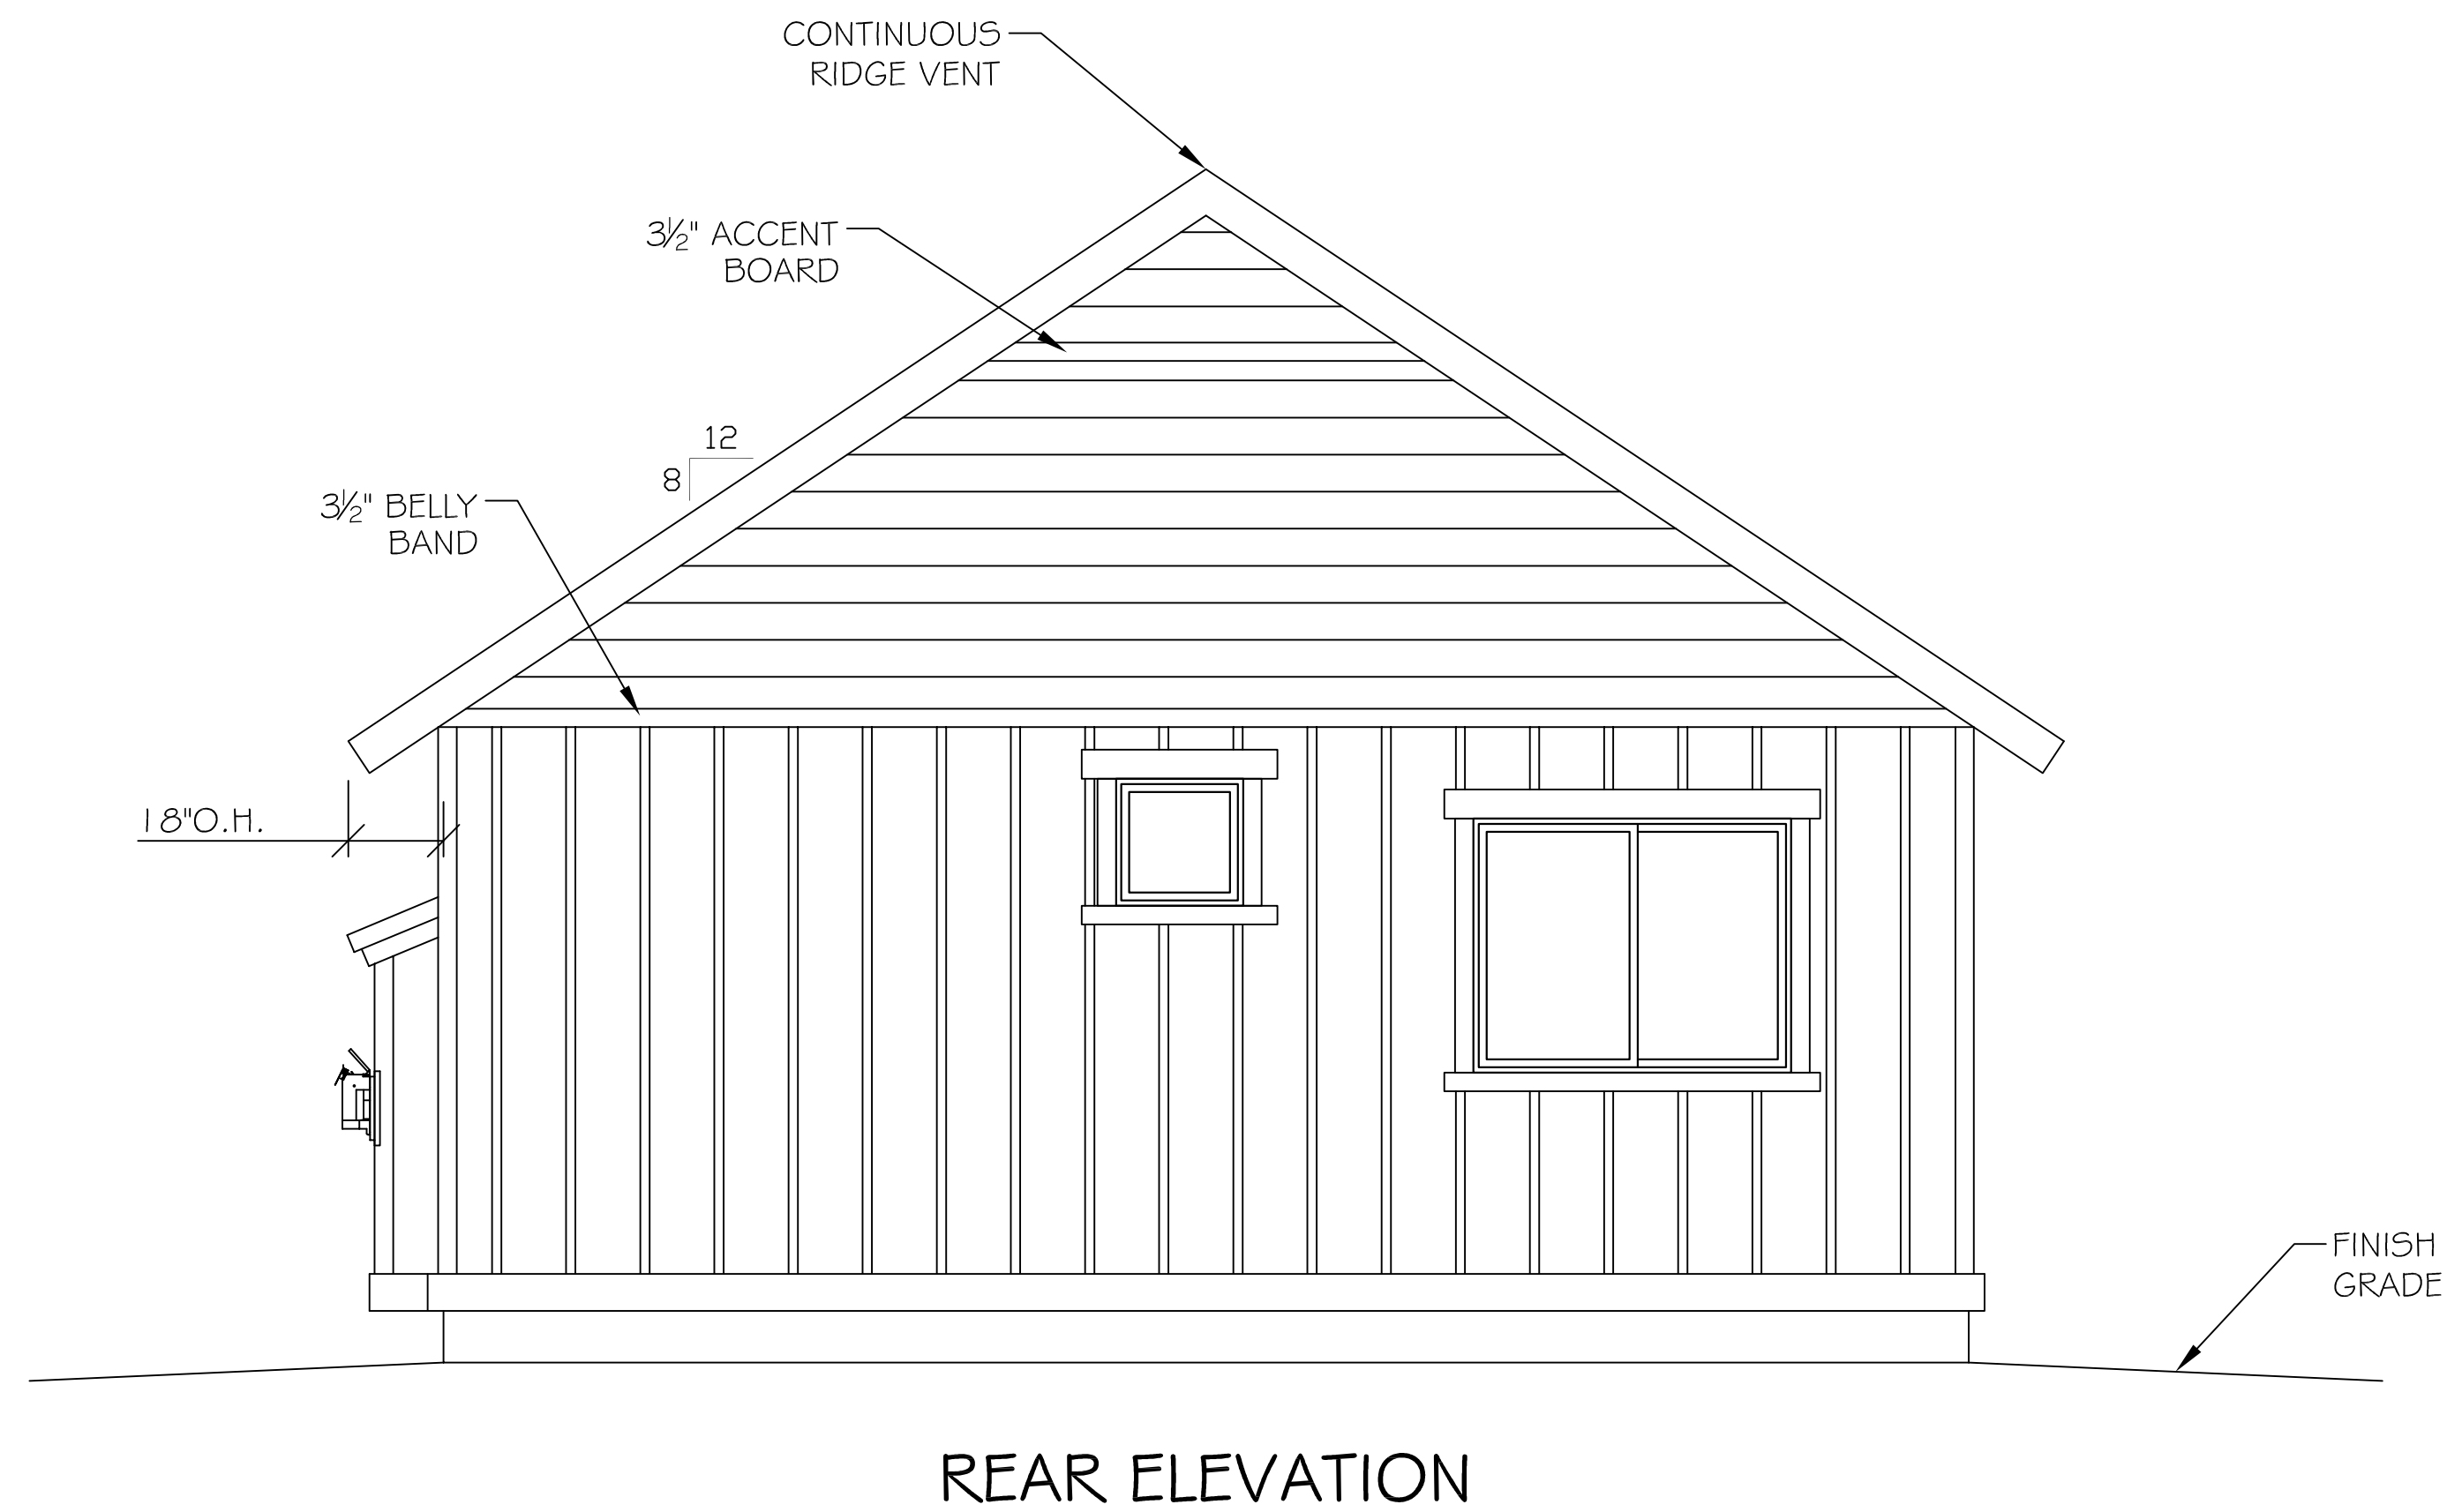 CONTINUOUS
RIDGE VENT
3½" ACCENT
BOARD
12
8
3½" BELLY
BAND
18"O.H.
FINISH
GRADE
REAR ELEVATION